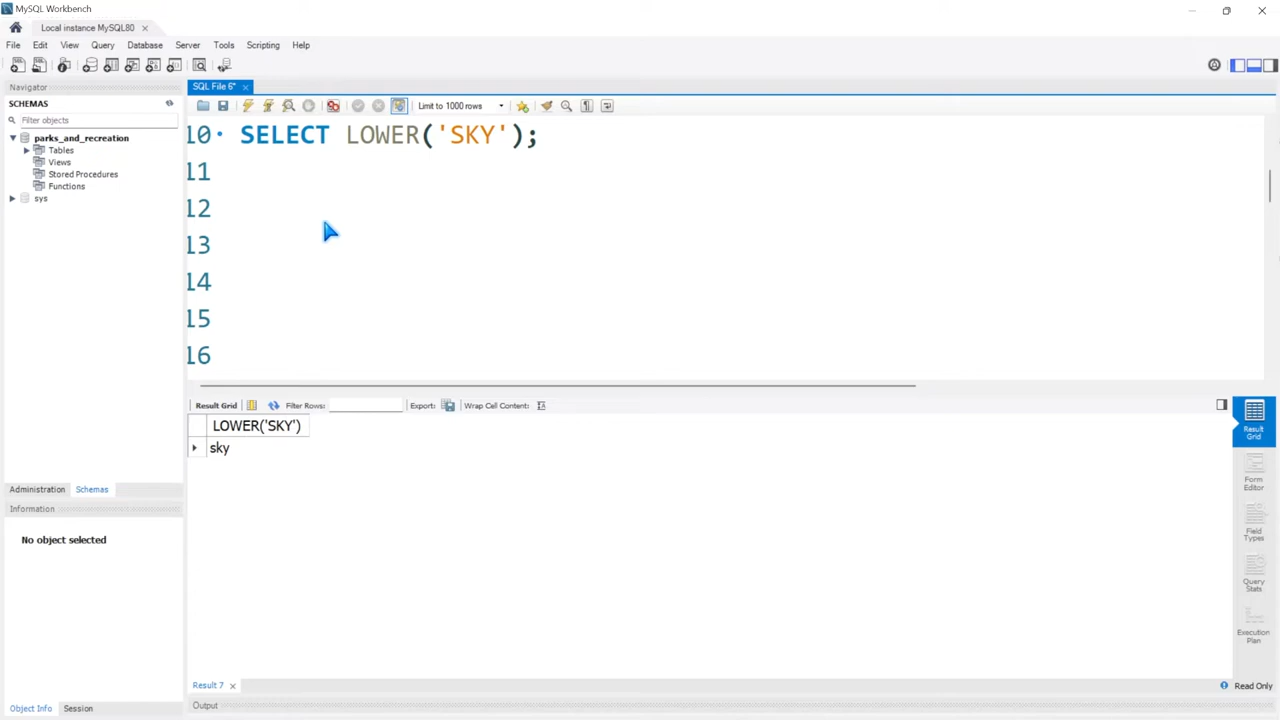 MySQL Workbench
Local instance MySQL80
File Edit View Query Database Server Tools Scripting Help
Navigator
SCHEMAS
Filter objects
parks_and_recreation
Tables
Views
Stored Procedures
Functions
sys
Administration Schemas
Information
No object selected
Object Info Session
SQL File 6*
Limit to 1000 rows
10 SELECT LOWER('SKY');
11
12
13
14
15
16
Result Grid Filter Rows: Export: Wrap Cell Content:
LOWER('SKY')
sky
Result Grid
Form Editor
Field Types
Query Stats
Execution Plan
Result 7
Read Only
Output